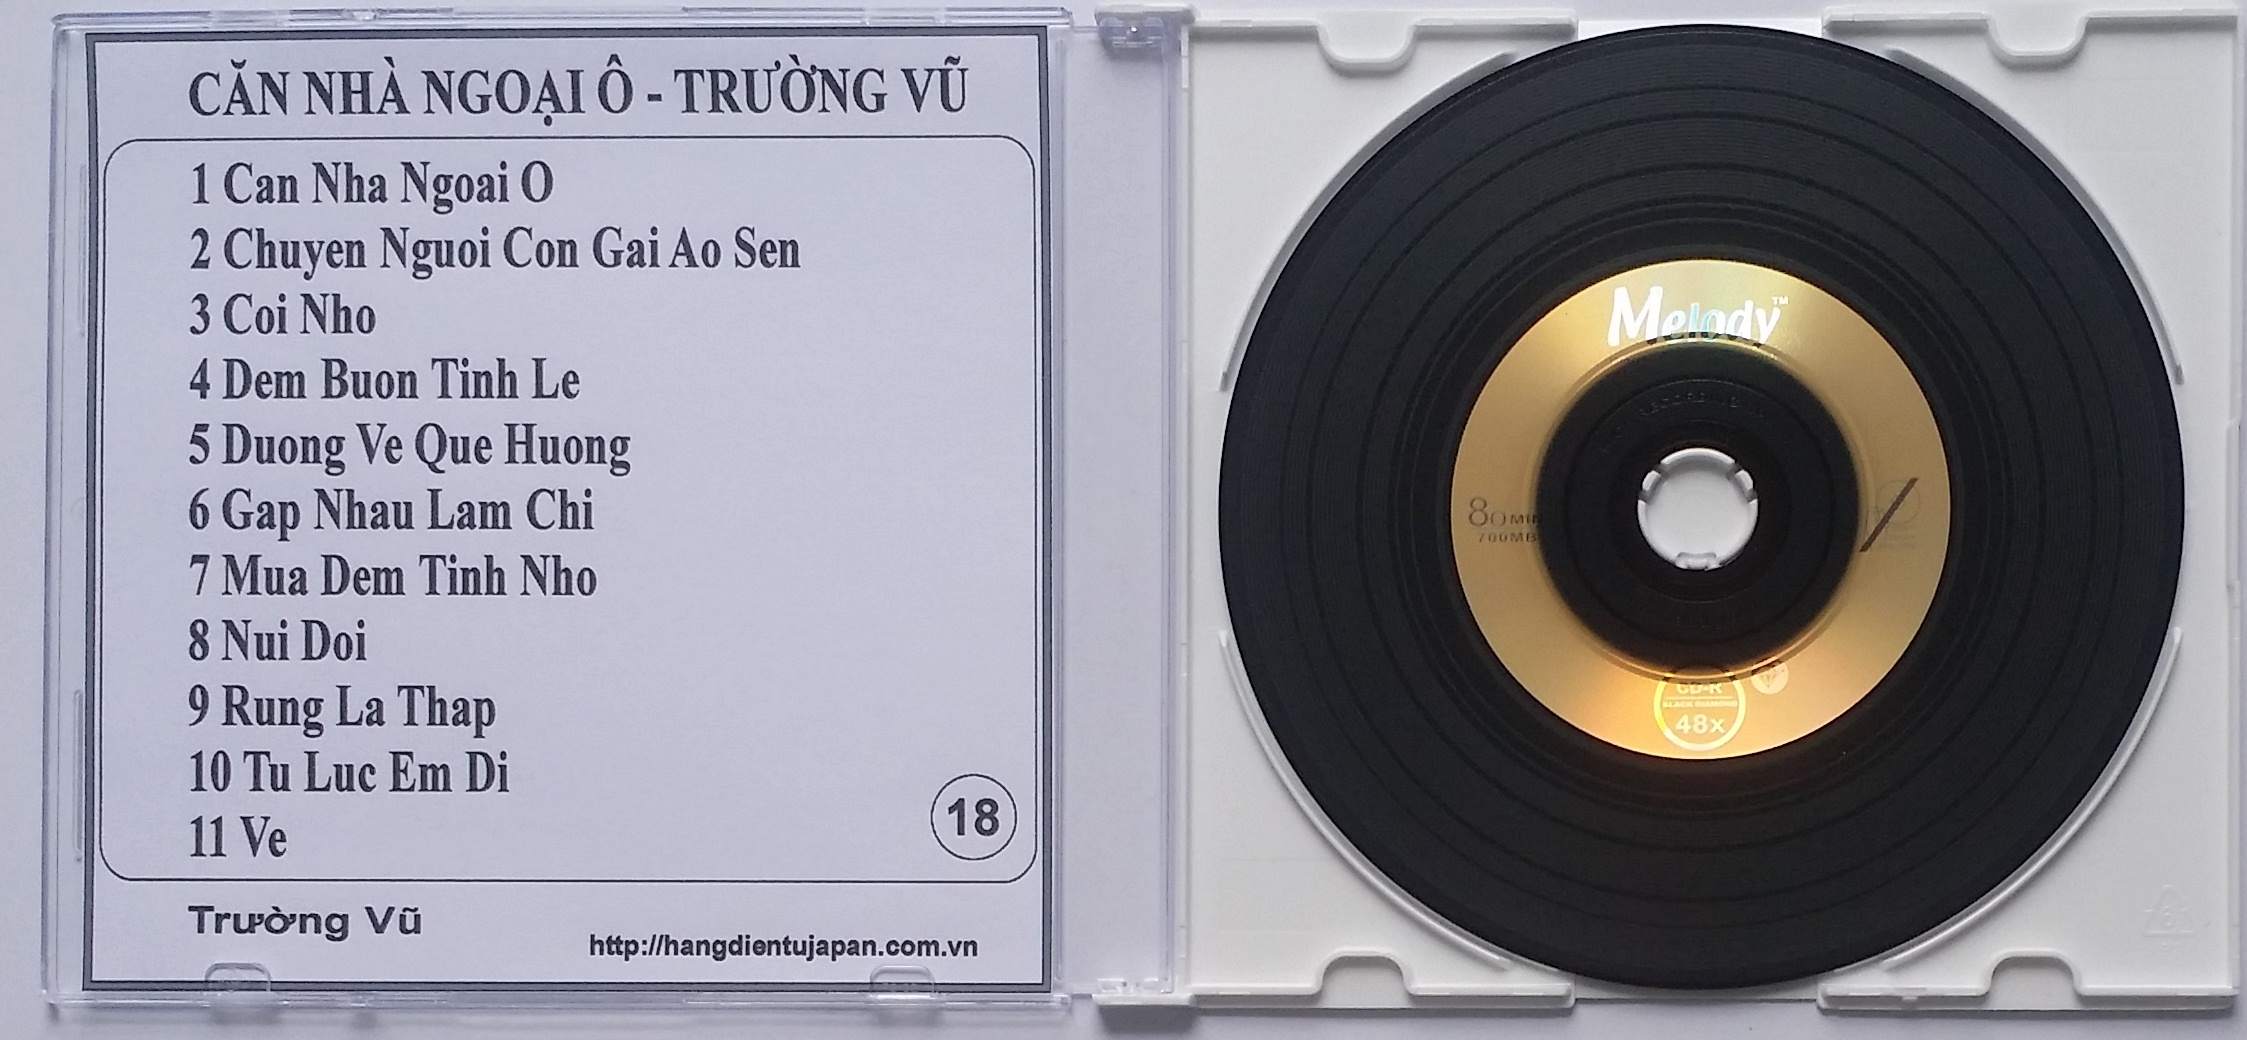 CĂN NHÀ NGOẠI Ô - TRƯỜNG VŨ
1 Can Nha Ngoai O
2 Chuyen Nguoi Con Gai Ao Sen
3 Coi Nho
4 Dem Buon Tinh Le
5 Duong Ve Que Huong
6 Gap Nhau Lam Chi
7 Mua Dem Tinh Nho
8 Nui Doi
9 Rung La Thap
10 Tu Luc Em Di
11 Ve
18
Trường Vũ
http://hangdientujapan.com.vn
Melody™
80 MIN
700MB
CD-R
BLACK DIAMOND
48x